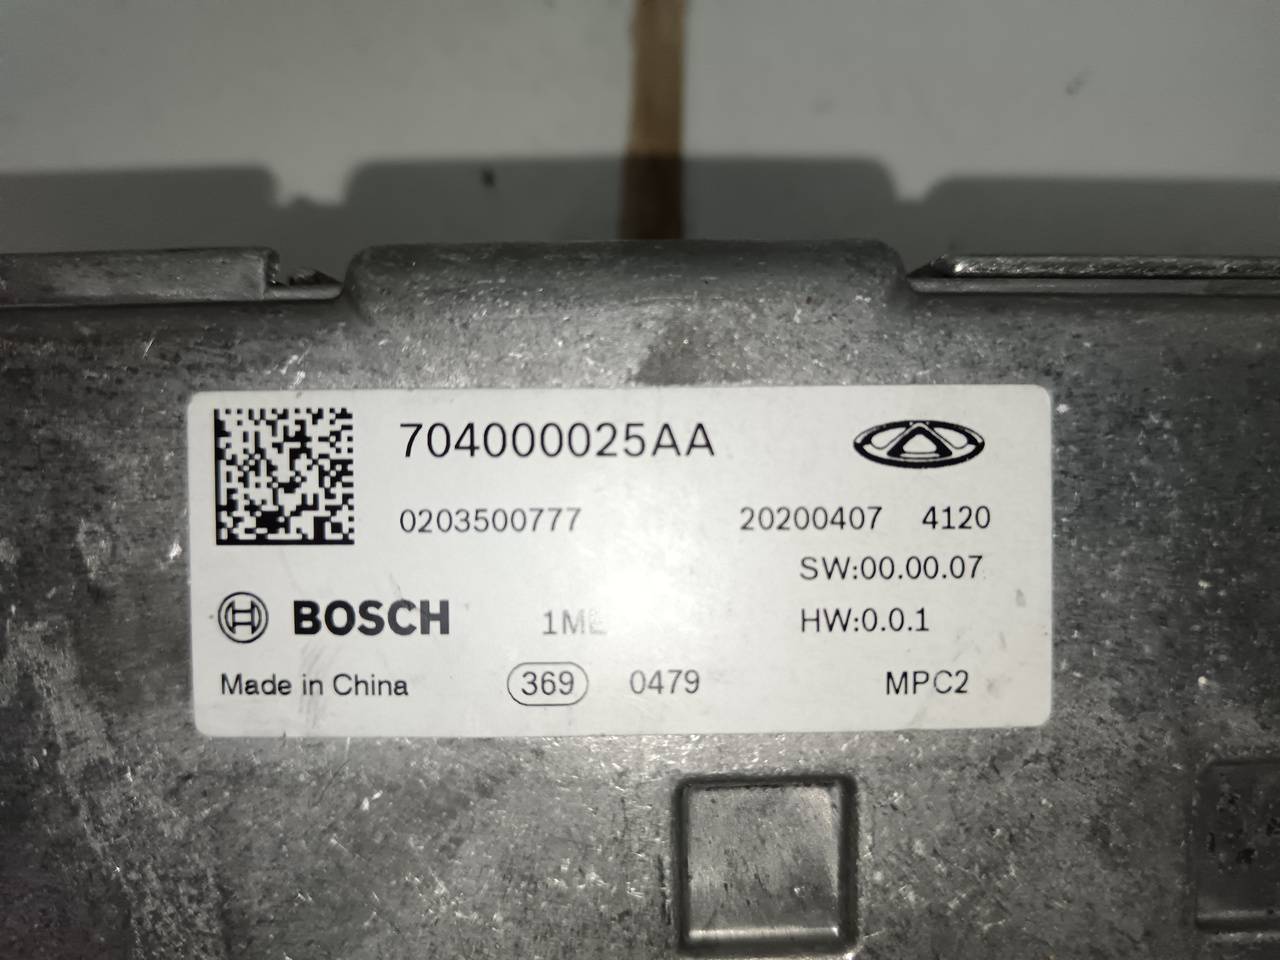 704000025AA
0203500777 20200407 4120
SW:00.00.07
BOSCH HW:0.0.1
Made in China 369 0479 MPC2